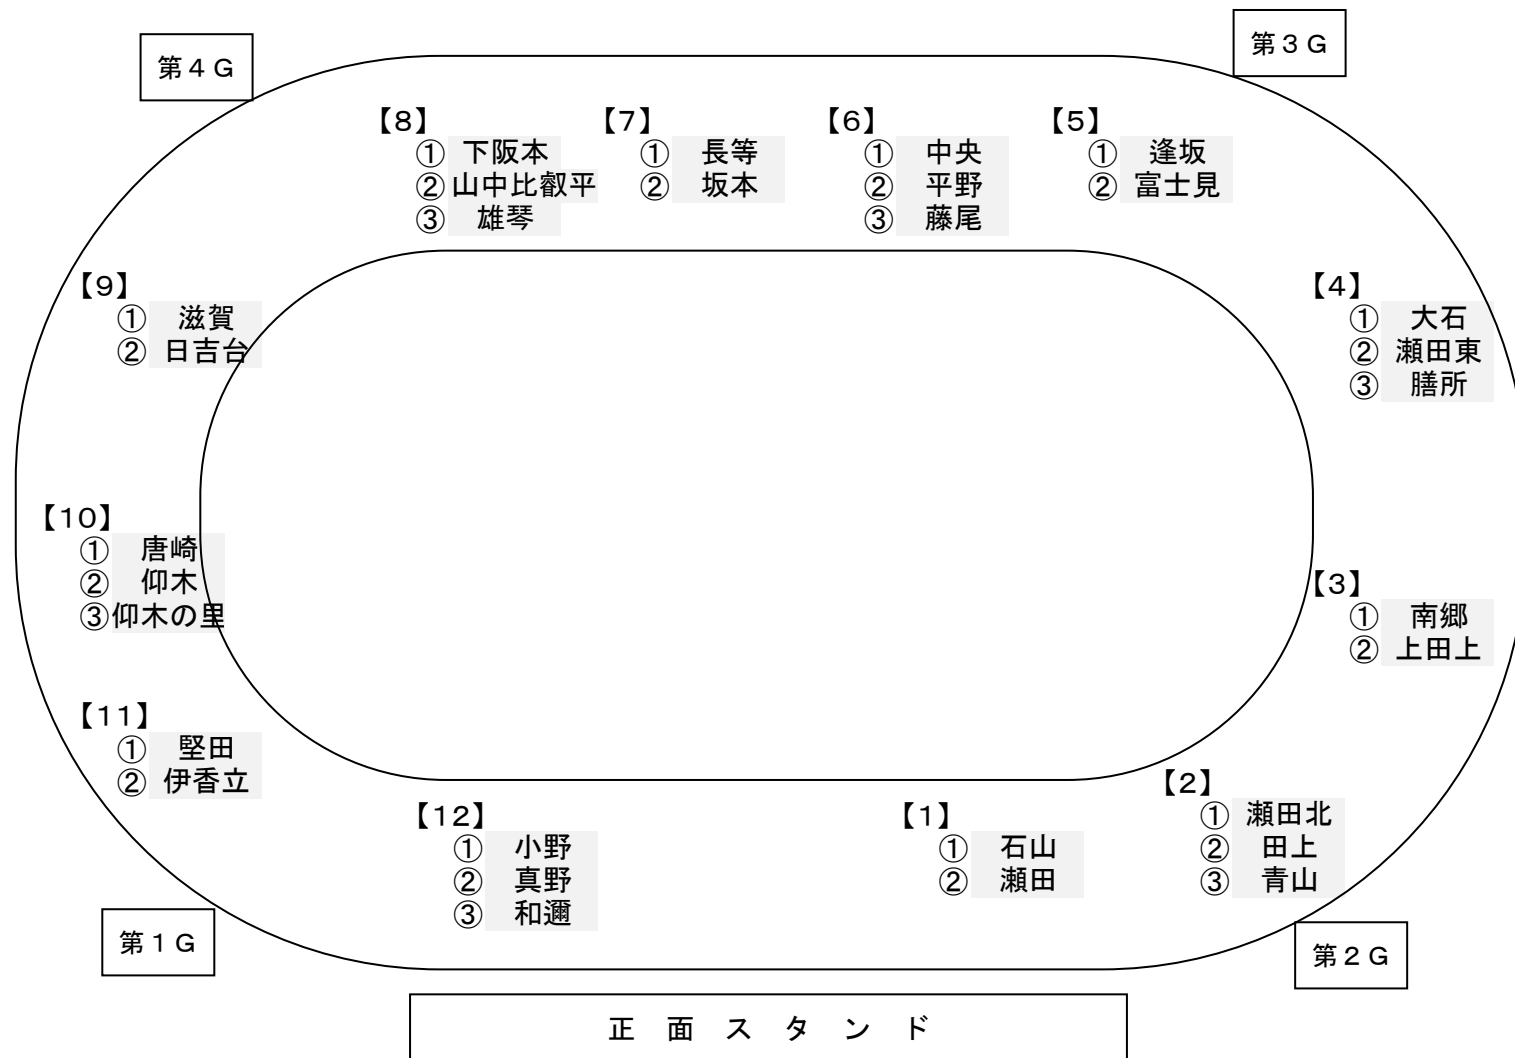 第４Ｇ
第３Ｇ
【8】
① 下阪本
② 山中比叡平
③ 雄琴
【7】
① 長等
② 坂本
【6】
① 中央
② 平野
③ 藤尾
【5】
① 逢坂
② 富士見
【9】
① 滋賀
② 日吉台
【4】
① 大石
② 瀬田東
③ 膳所
【10】
① 唐崎
② 仰木
③ 仰木の里
【3】
① 南郷
② 上田上
【11】
① 堅田
② 伊香立
【12】
① 小野
② 真野
③ 和邇
【1】
① 石山
② 瀬田
【2】
① 瀬田北
② 田上
③ 青山
第１Ｇ
第２Ｇ
正面スタンド